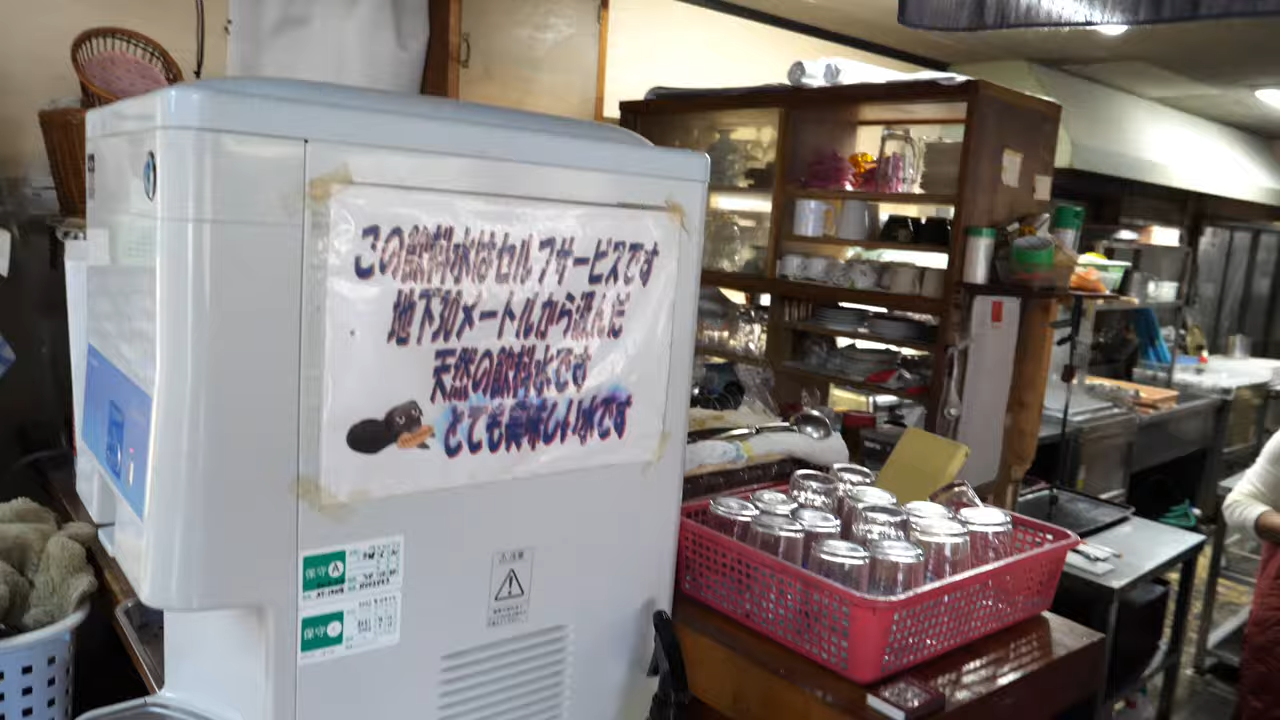 この飲料水はセルフサービスです
地下30メートルから汲んだ
天然の飲料水です
とても美味しい水です
保守 A
保守
注意